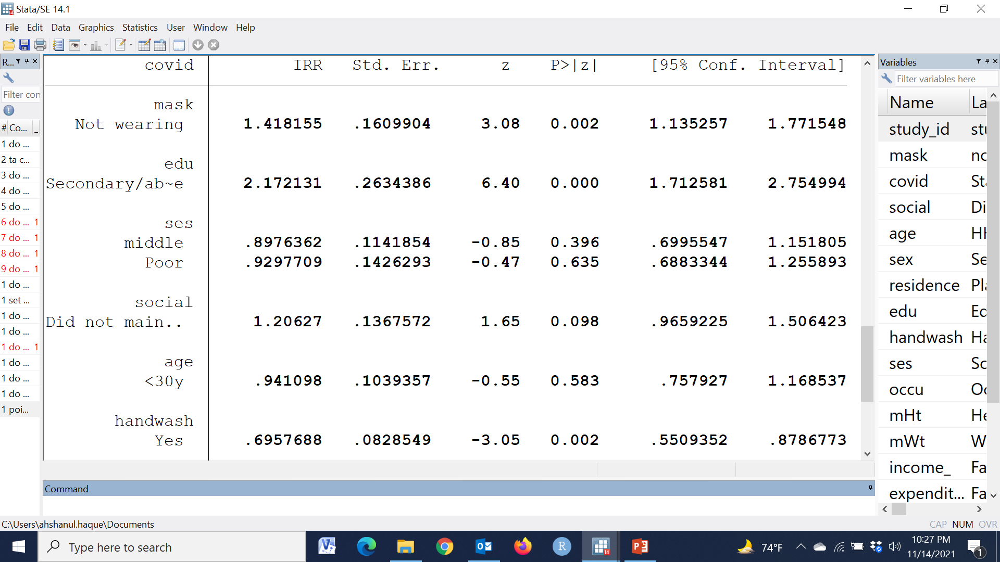 Stata/SE 14.1
File Edit Data Graphics Statistics User Window Help
R...
Filter con
# Co...
1 do ...
2 ta c...
3 do ...
4 do ...
5 do ...
6 do ... 1
7 do ... 1
8 do ... 1
9 do ... 1
1 do ...
1 set ...
1 do ...
1 do ...
1 do ... 1
1 do ...
1 do ...
1 do ...
1 poi...
covid IRR Std. Err. z P>|z| [95% Conf. Interval]
mask
Not wearing 1.418155 .1609904 3.08 0.002 1.135257 1.771548
edu
Secondary/ab~e 2.172131 .2634386 6.40 0.000 1.712581 2.754994
ses
middle .8976362 .1141854 -0.85 0.396 .6995547 1.151805
Poor .9297709 .1426293 -0.47 0.635 .6883344 1.255893
social
Did not main.. 1.20627 .1367572 1.65 0.098 .9659225 1.506423
age
<30y .941098 .1039357 -0.55 0.583 .757927 1.168537
handwash
Yes .6957688 .0828549 -3.05 0.002 .5509352 .8786773
Command
Variables
Filter variables here
Name La
study_id stu
mask no
covid Sta
social Di
age HH
sex Se
residence Pla
edu Ed
handwash Ha
ses So
occu Oc
mHt He
mWt W
income_ Fa
expendit... Fa
C:\Users\ahshanul.haque\Documents
CAP NUM OVR
Type here to search
74°F
10:27 PM
11/14/2021
1